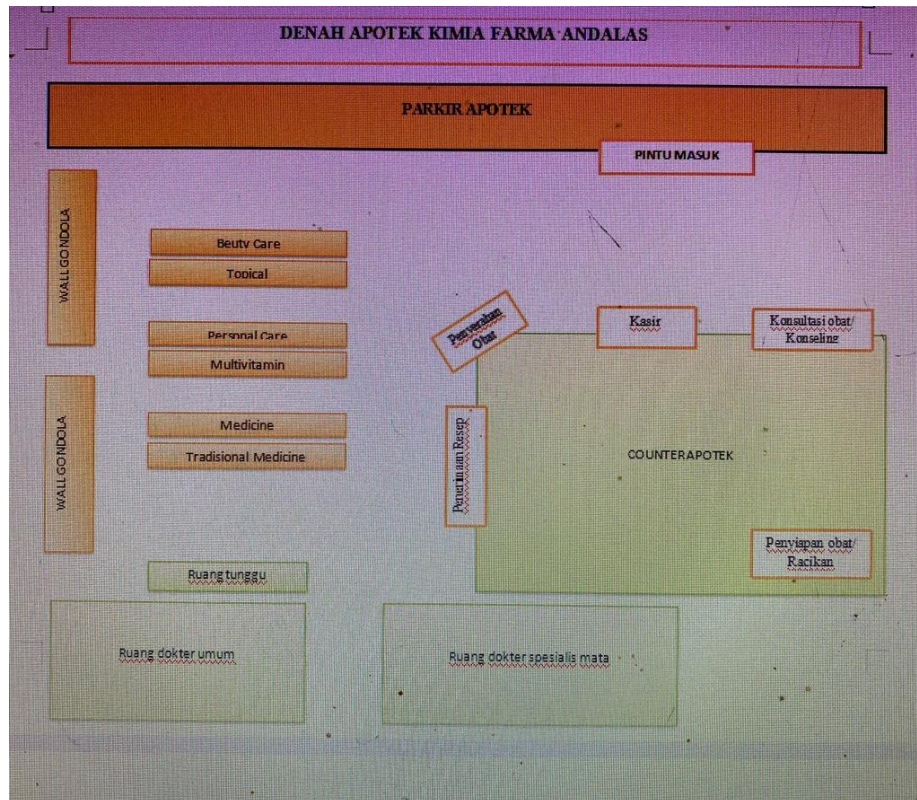 DENAH APOTEK KIMIA FARMA ANDALAS
PARKIR APOTEK
PINTU MASUK
WALL GONDOLA
Beuty Care
Topical
Personal Care
Multivitamin
Medicine
Tradisional Medicine
WALL GONDOLA
Penyerahan
Obat
Kasir
Konsultasi obat/
Konseling
Penerimaan Resep
COUNTER APOTEK
Penyiapan obat/
Racikan
Ruang tunggu
Ruang dokter umum
Ruang dokter spesialis mata